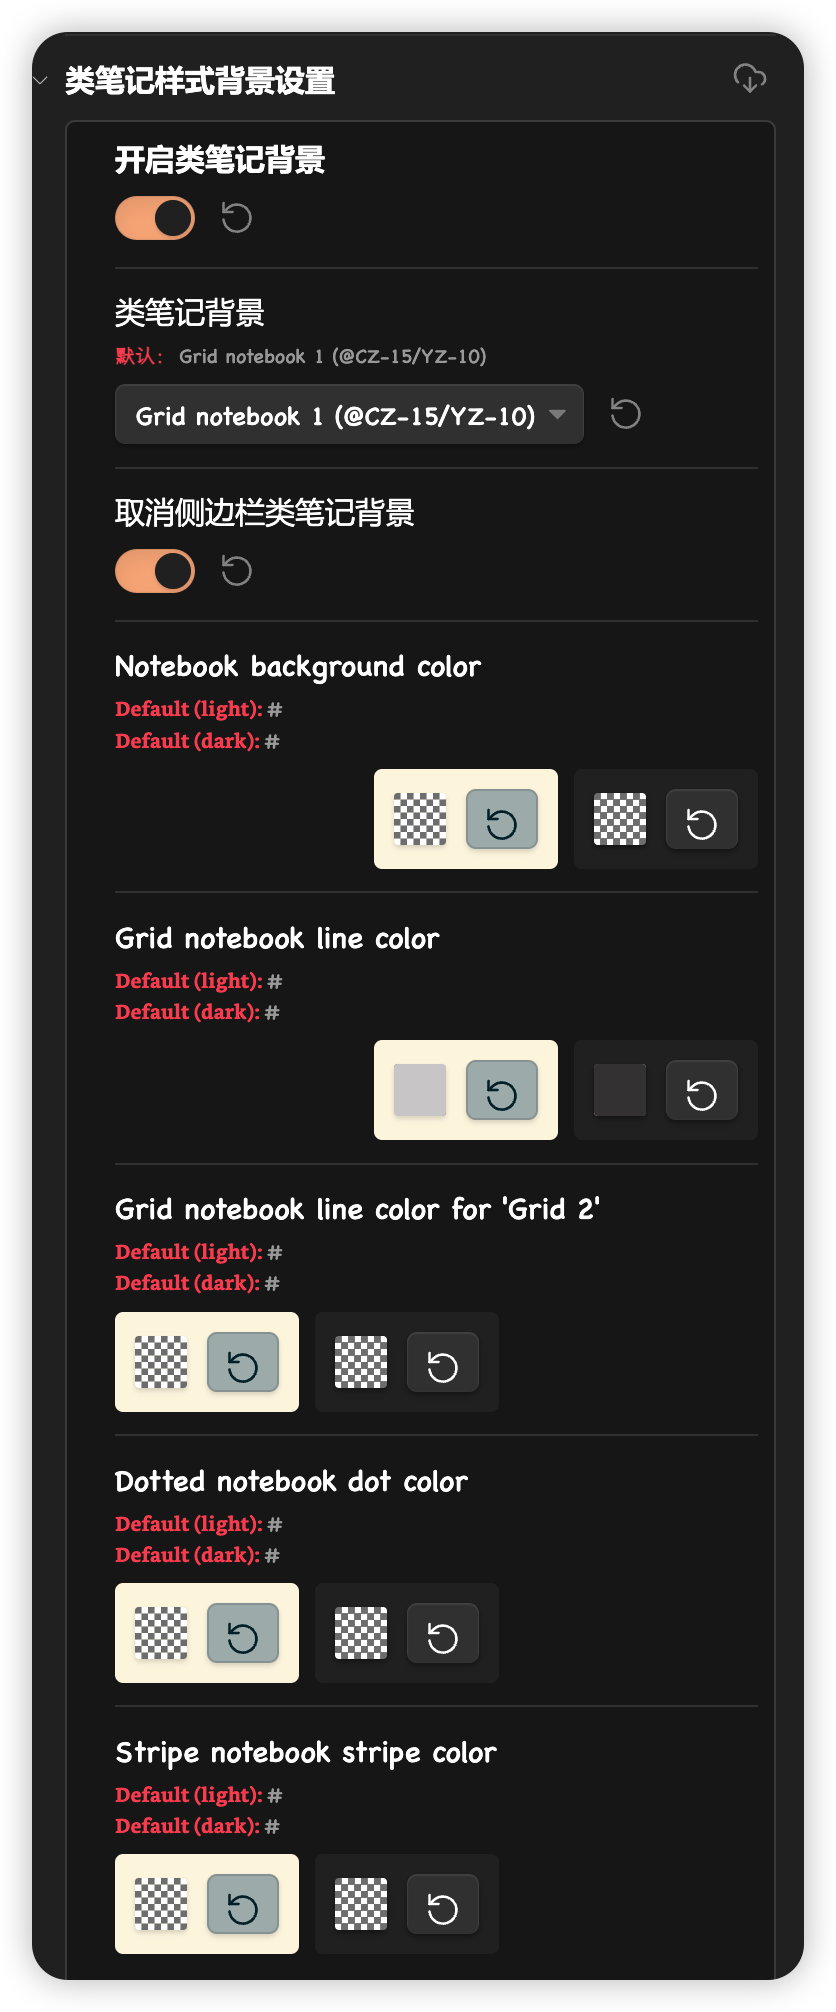 类笔记样式背景设置
开启类笔记背景
类笔记背景
默认： Grid notebook 1 (@CZ-15/YZ-10)
Grid notebook 1 (@CZ-15/YZ-10)
取消侧边栏类笔记背景
Notebook background color
Default (light): #
Default (dark): #
Grid notebook line color
Default (light): #
Default (dark): #
Grid notebook line color for 'Grid 2'
Default (light): #
Default (dark): #
Dotted notebook dot color
Default (light): #
Default (dark): #
Stripe notebook stripe color
Default (light): #
Default (dark): #